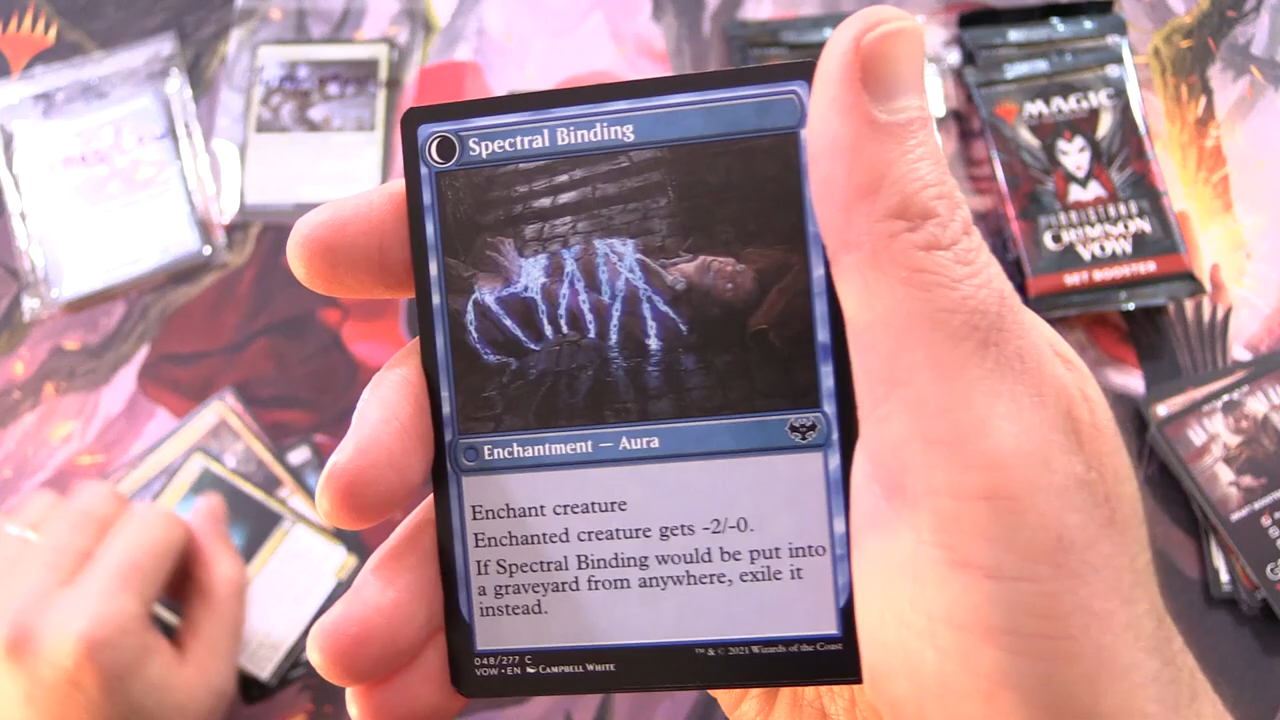 Spectral Binding
Enchantment — Aura
Enchant creature
Enchanted creature gets -2/-0.
If Spectral Binding would be put into
a graveyard from anywhere, exile it
instead.
048/277 C
VOW • EN CAMPBELL WHITE
™ & © 2021 Wizards of the Coast
MAGIC
CRIMSON
VOW
SET BOOSTER